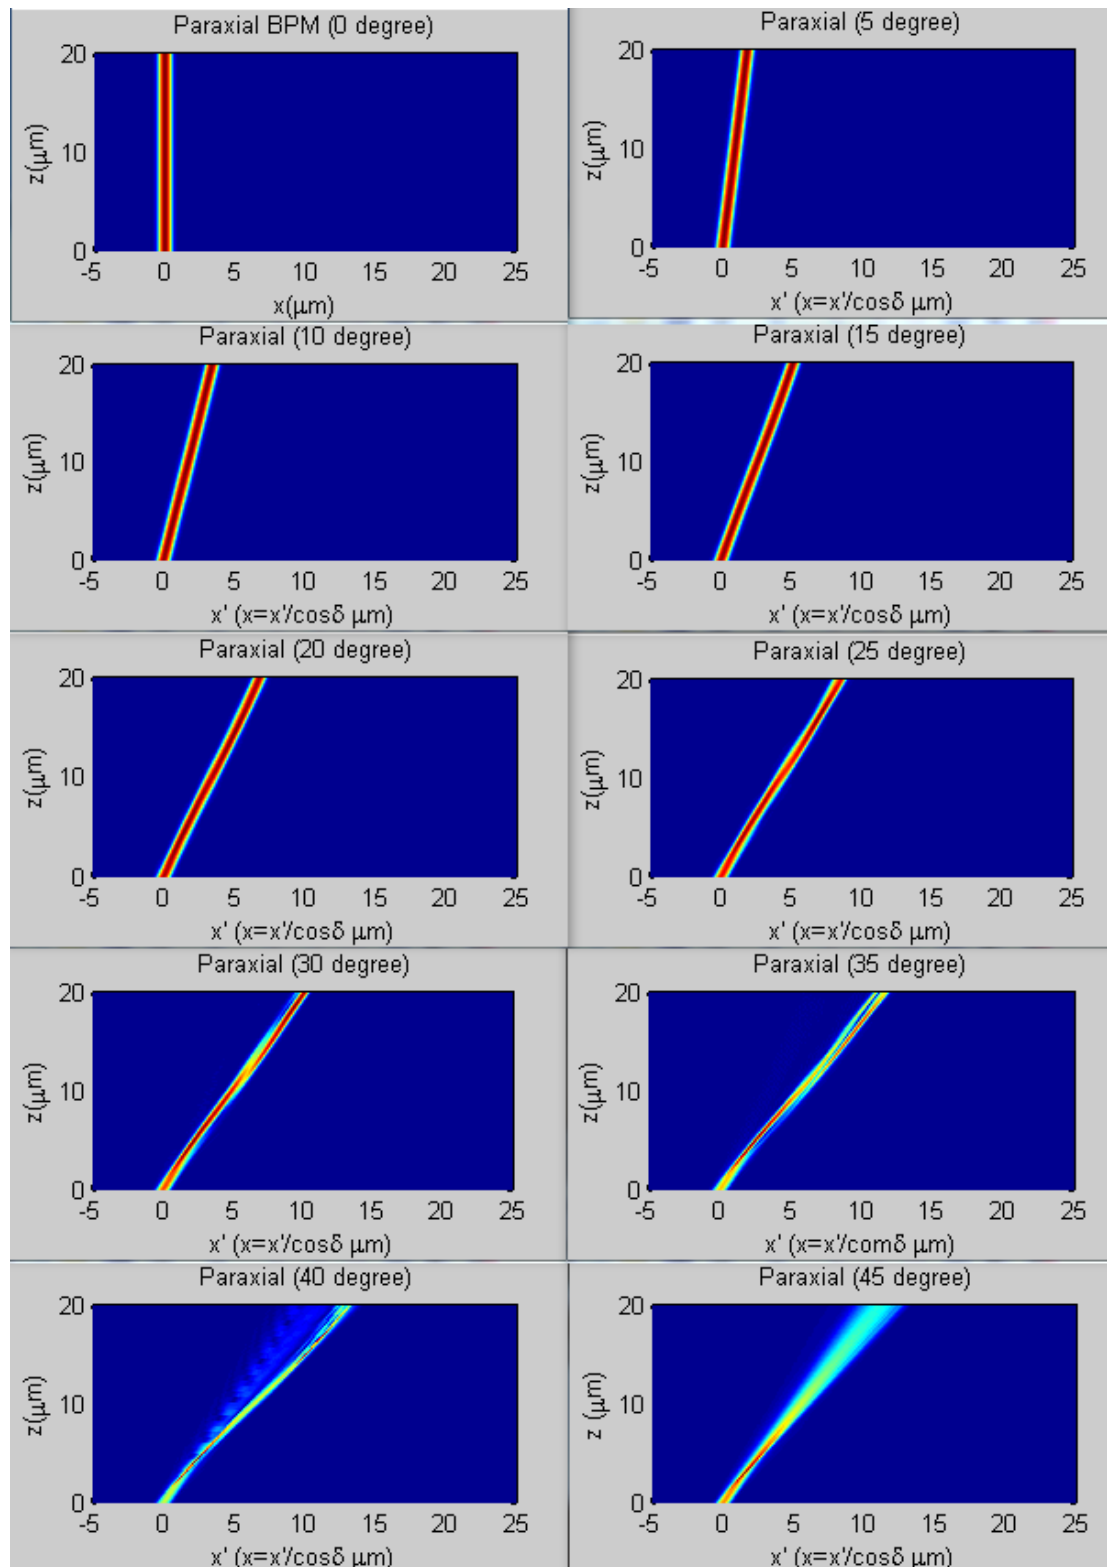 Paraxial BPM (0 degree)
20
10
0
z(μm)
-5 0 5 10 15 20 25
x(μm)
Paraxial (5 degree)
20
10
0
z(μm)
-5 0 5 10 15 20 25
x' (x=x'/cosδ μm)
Paraxial (10 degree)
20
10
0
z(μm)
-5 0 5 10 15 20 25
x' (x=x'/cosδ μm)
Paraxial (15 degree)
20
10
0
z(μm)
-5 0 5 10 15 20 25
x' (x=x'/cosδ μm)
Paraxial (20 degree)
20
10
0
z(μm)
-5 0 5 10 15 20 25
x' (x=x'/cosδ μm)
Paraxial (25 degree)
20
10
0
z(μm)
-5 0 5 10 15 20 25
x' (x=x'/cosδ μm)
Paraxial (30 degree)
20
10
0
z(μm)
-5 0 5 10 15 20 25
x' (x=x'/cosδ μm)
Paraxial (35 degree)
20
10
0
z(μm)
-5 0 5 10 15 20 25
x' (x=x'/comδ μm)
Paraxial (40 degree)
20
10
0
z(μm)
-5 0 5 10 15 20 25
x' (x=x'/cosδ μm)
Paraxial (45 degree)
20
10
0
z (μm)
-5 0 5 10 15 20 25
x' (x=x'/cosδ μm)